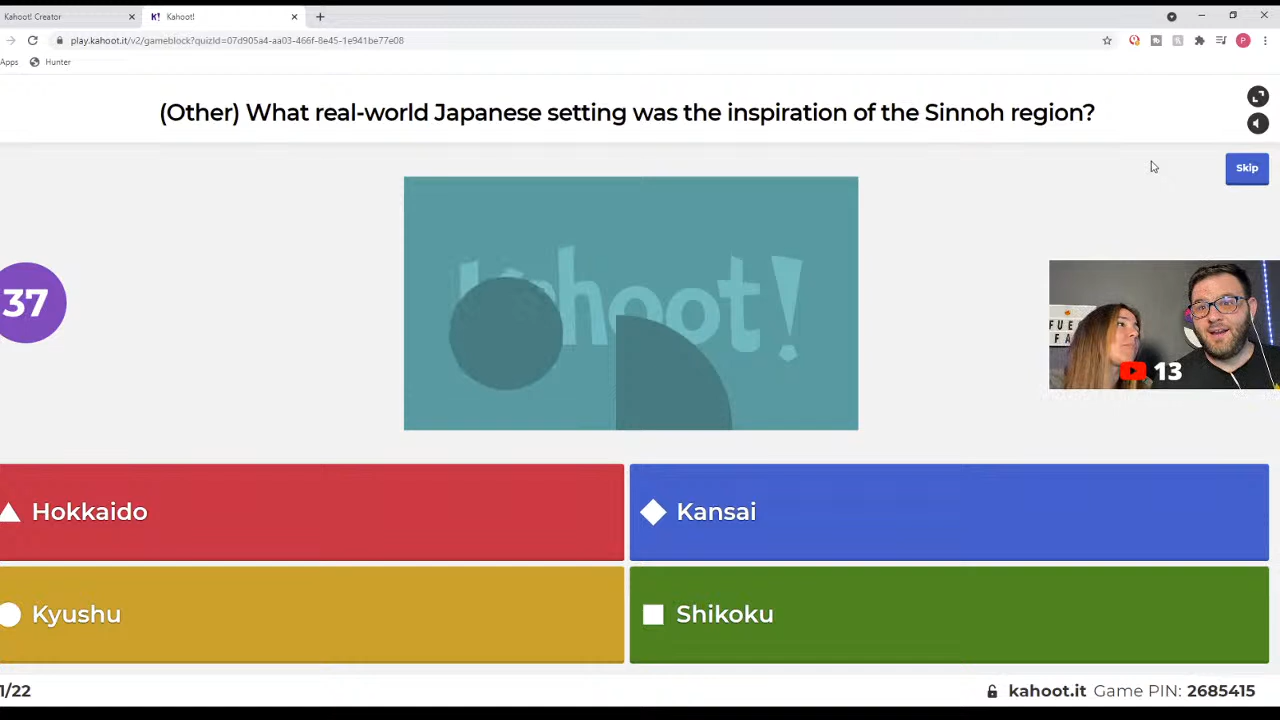 Kahoot! Creator
K! Kahoot!
play.kahoot.it/v2/gameblock?quizId=07d905a4-aa03-466f-8e45-1e941be77e08
P
Apps Hunter
(Other) What real-world Japanese setting was the inspiration of the Sinnoh region?
Skip
Kahoot!
37
13
Hokkaido
Kansai
Kyushu
Shikoku
1/22
kahoot.it Game PIN: 2685415